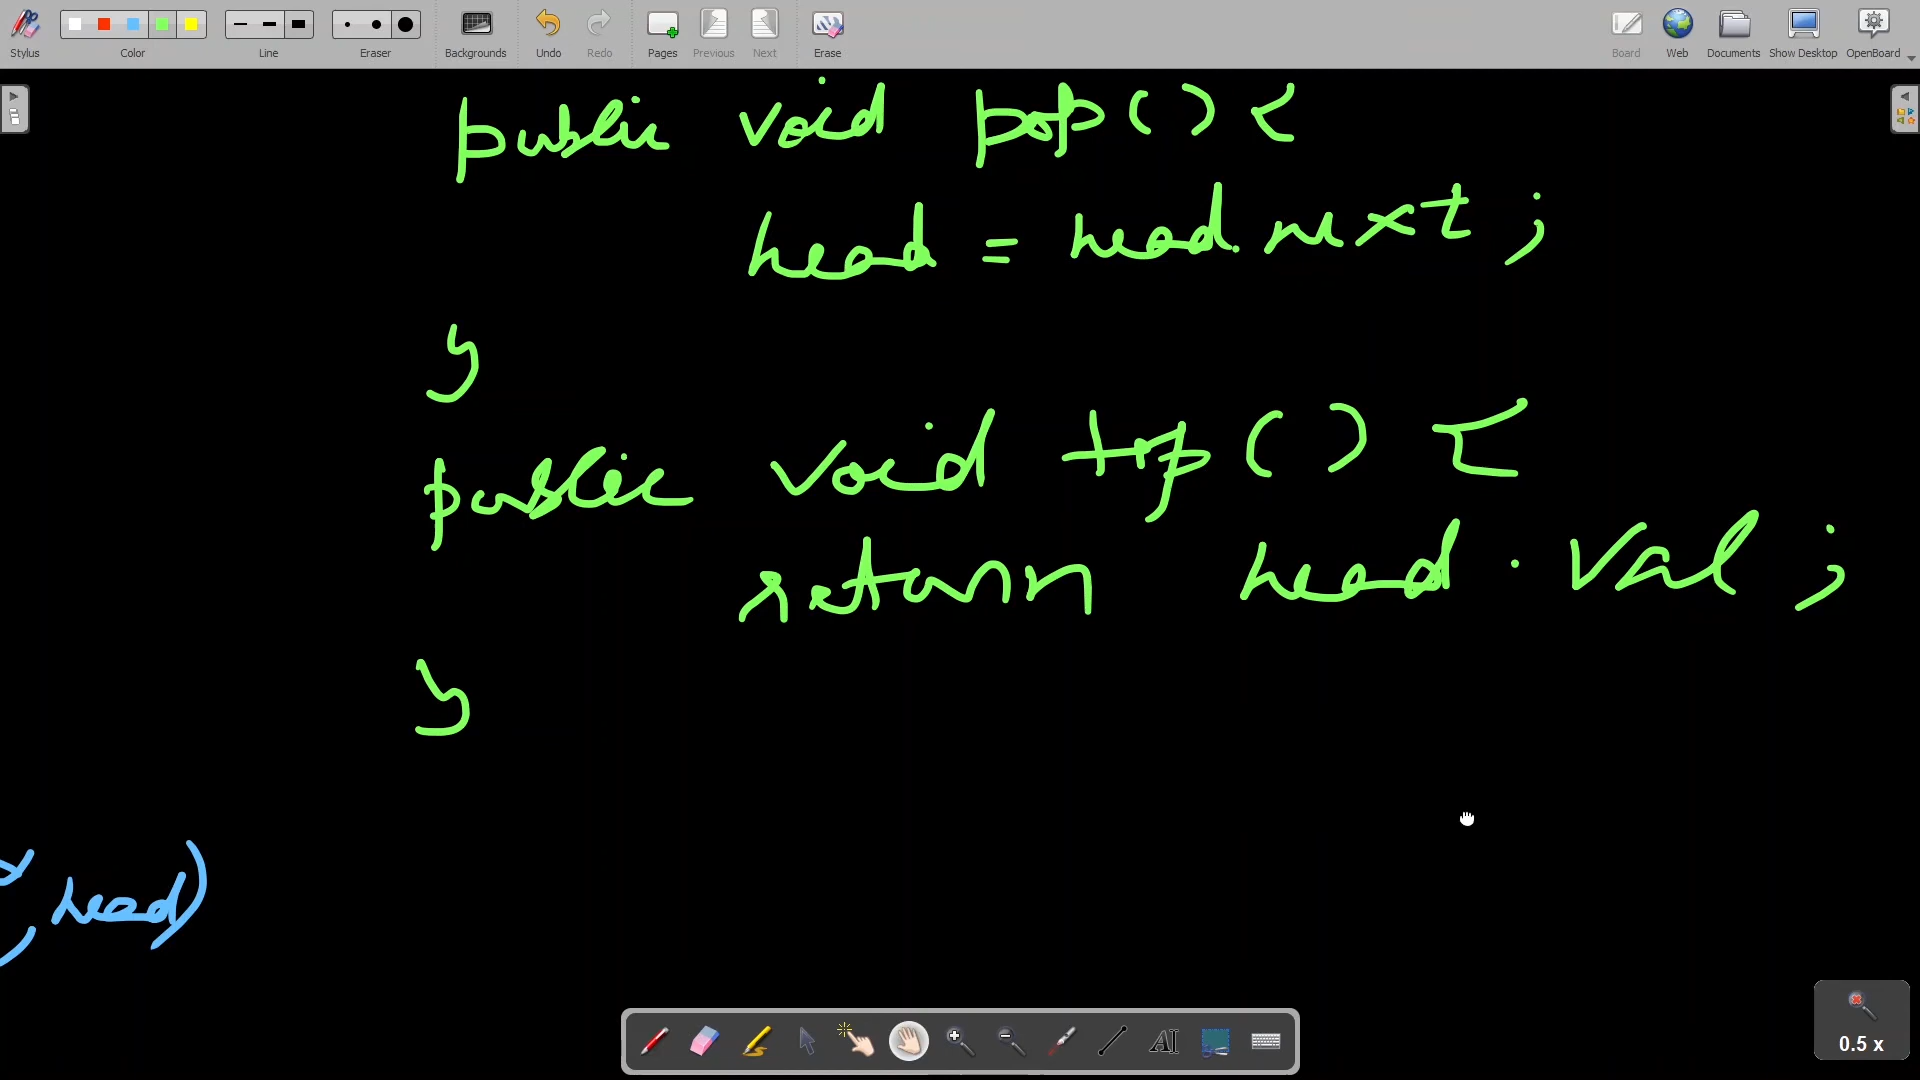 Stylus Color Line Eraser Backgrounds Undo Redo Pages Previous Next Erase Board Web Documents Show Desktop OpenBoard
public void pop() {
head = head.next;
}
public void top() {
return head.val;
}
, head)
AI
0.5 x